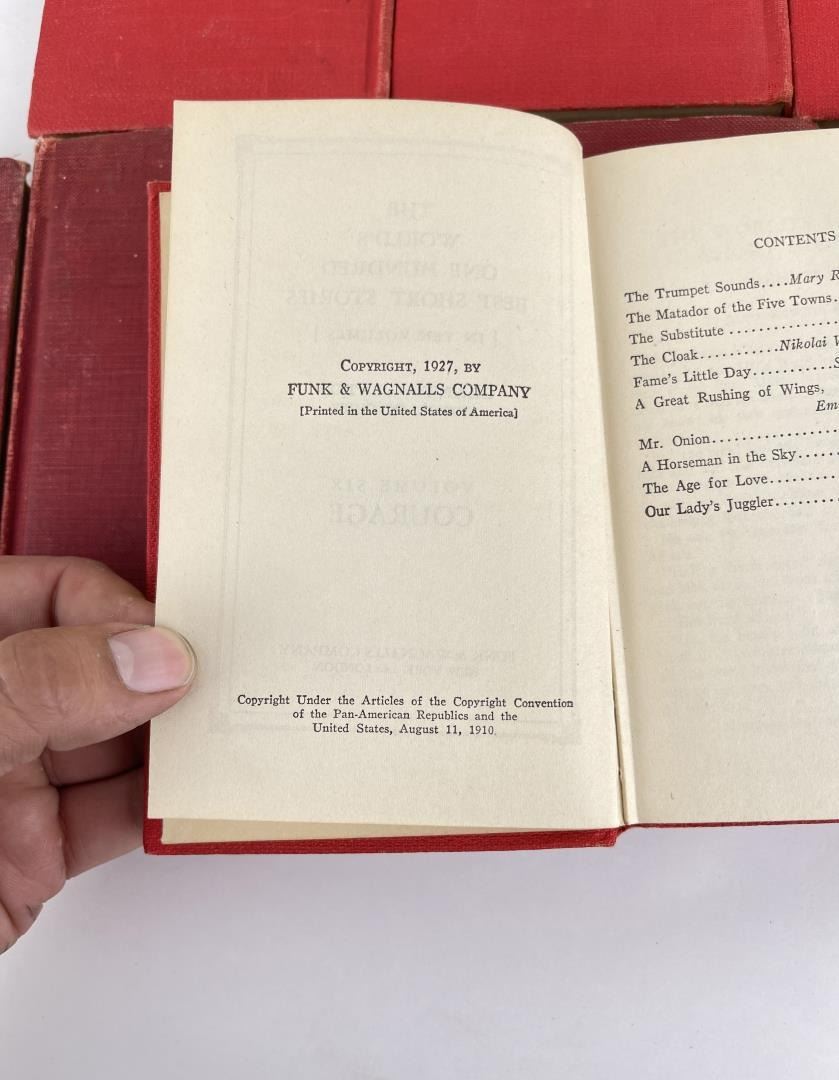 COPYRIGHT, 1927, BY
FUNK & WAGNALLS COMPANY
[Printed in the United States of America]
Copyright Under the Articles of the Copyright Convention
of the Pan-American Republics and the
United States, August 11, 1910.
CONTENTS
The Trumpet Sounds....Mary R
The Matador of the Five Towns.
The Substitute ..............
The Cloak...........Nikolai V
Fame's Little Day...........S
A Great Rushing of Wings,
Em
Mr. Onion.................
A Horseman in the Sky......
The Age for Love..........
Our Lady's Juggler.........